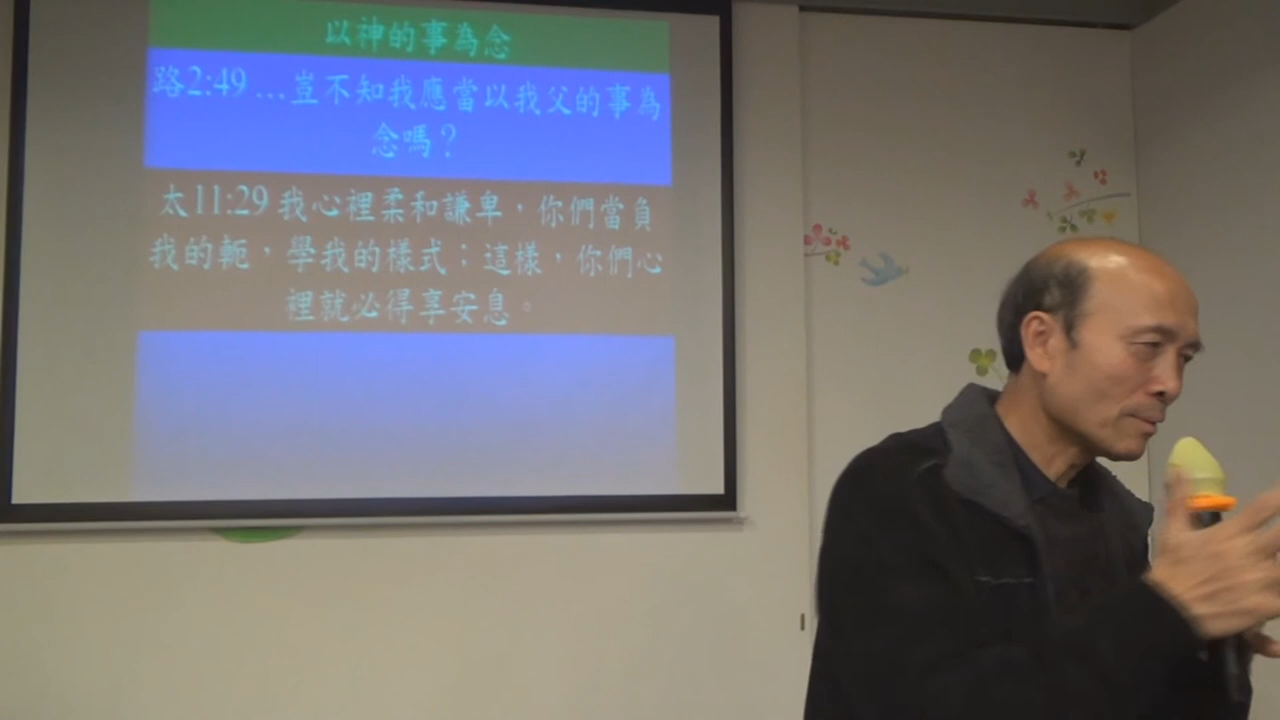 以神的事為念
路2:49 …豈不知我應當以我父的事為
念嗎？
太11:29 我心裡柔和謙卑，你們當負
我的軛，學我的樣式；這樣，你們心
裡就必得享安息。